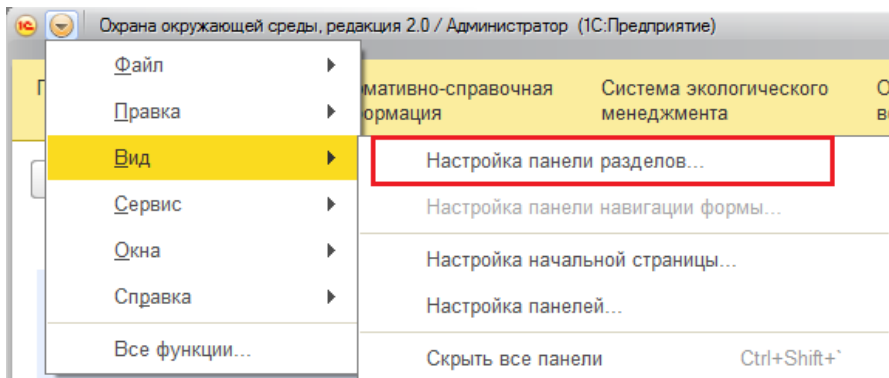 1С Охрана окружающей среды, редакция 2.0 / Администратор (1С:Предприятие)
Файл
мативно-справочная
ормация
Система экологического
менеджмента
Правка
Вид
Настройка панели разделов...
Настройка панели навигации формы...
Сервис
Окна
Настройка начальной страницы...
Справка
Настройка панелей...
Все функции...
Скрыть все панели Ctrl+Shift+`